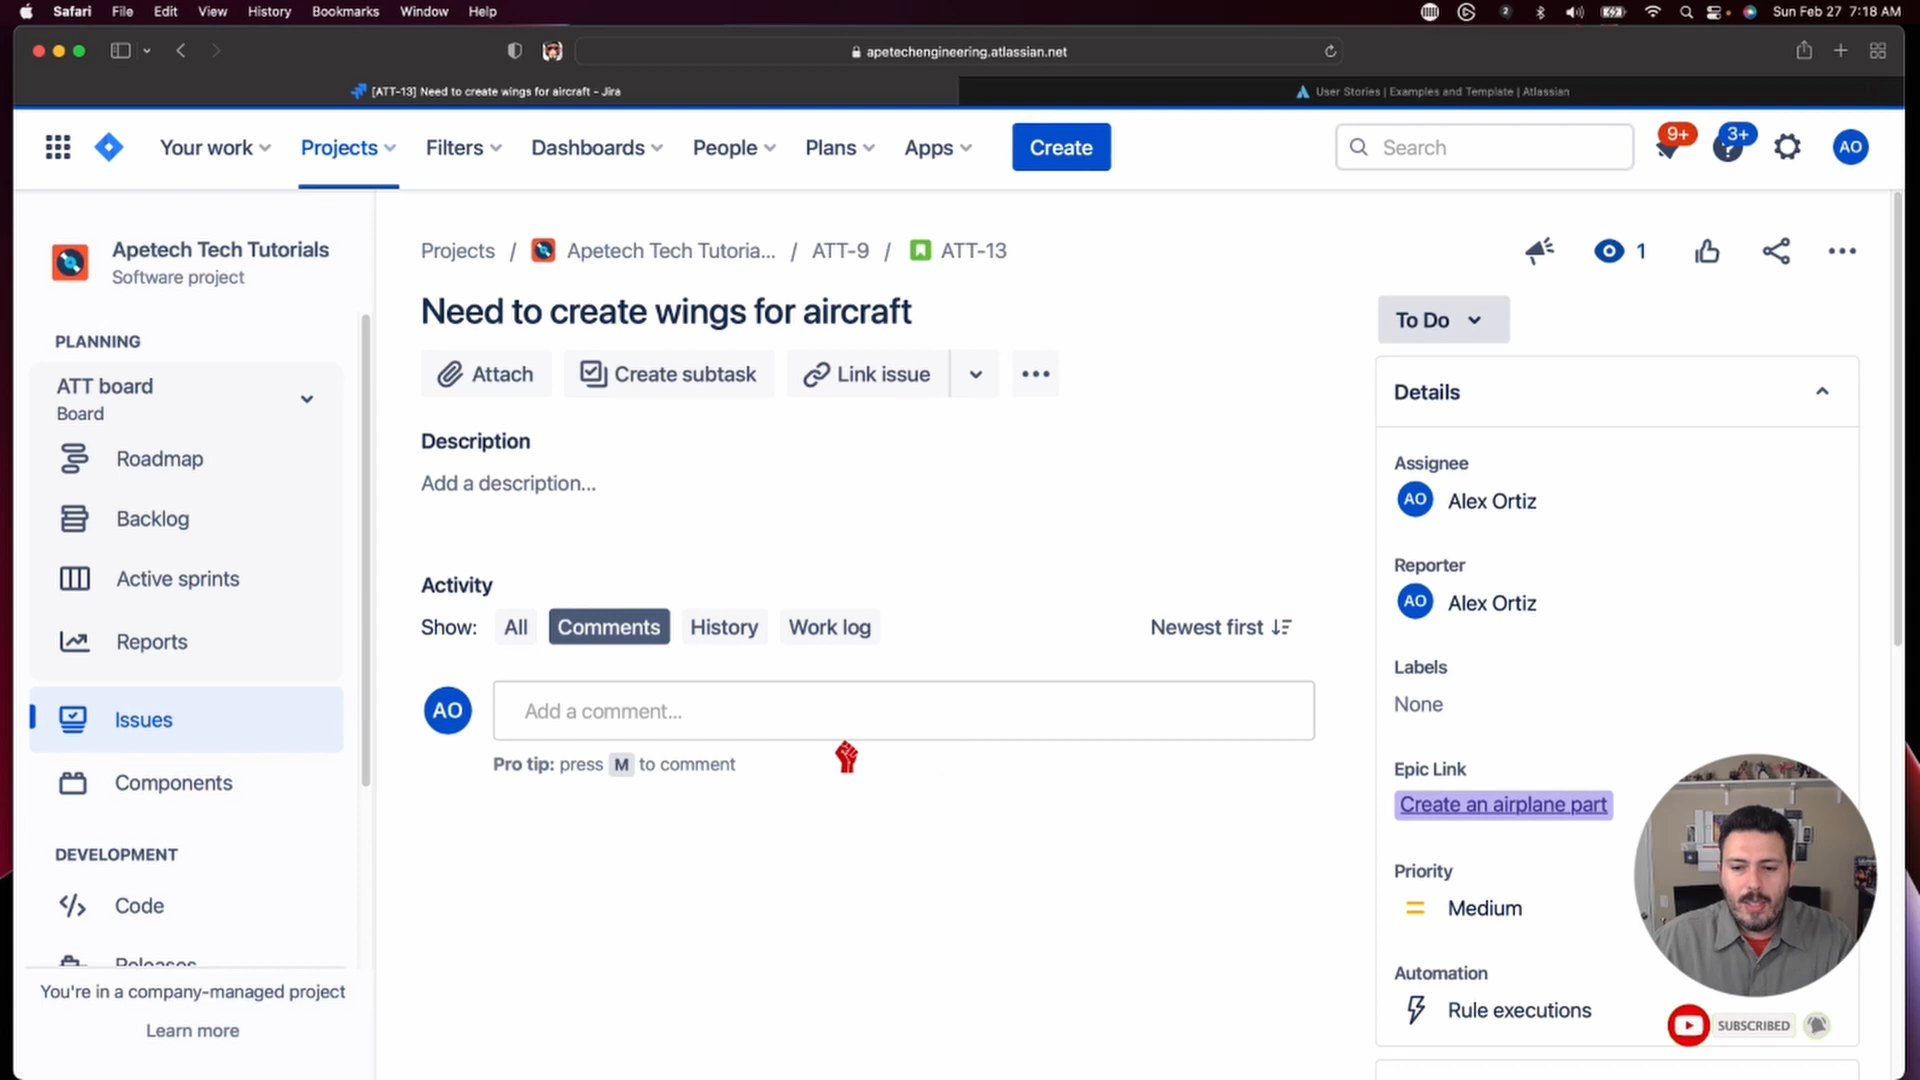 Safari File Edit View History Bookmarks Window Help
2
Sun Feb 27 7:18 AM
apetechengineering.atlassian.net
[ATT-13] Need to create wings for aircraft - Jira
User Stories | Examples and Template | Atlassian
Your work
Projects
Filters
Dashboards
People
Plans
Apps
Create
Search
9+
3+
AO
Apetech Tech Tutorials
Software project
PLANNING
ATT board
Board
Roadmap
Backlog
Active sprints
Reports
Issues
Components
DEVELOPMENT
Code
Releases
You're in a company-managed project
Learn more
Projects / Apetech Tech Tutoria... / ATT-9 / ATT-13
1
Need to create wings for aircraft
Attach
Create subtask
Link issue
Description
Add a description...
Activity
Show: All Comments History Work log
Newest first
AO
Add a comment...
Pro tip: press M to comment
To Do
Details
Assignee
AO Alex Ortiz
Reporter
AO Alex Ortiz
Labels
None
Epic Link
Create an airplane part
Priority
Medium
Automation
Rule executions
SUBSCRIBED